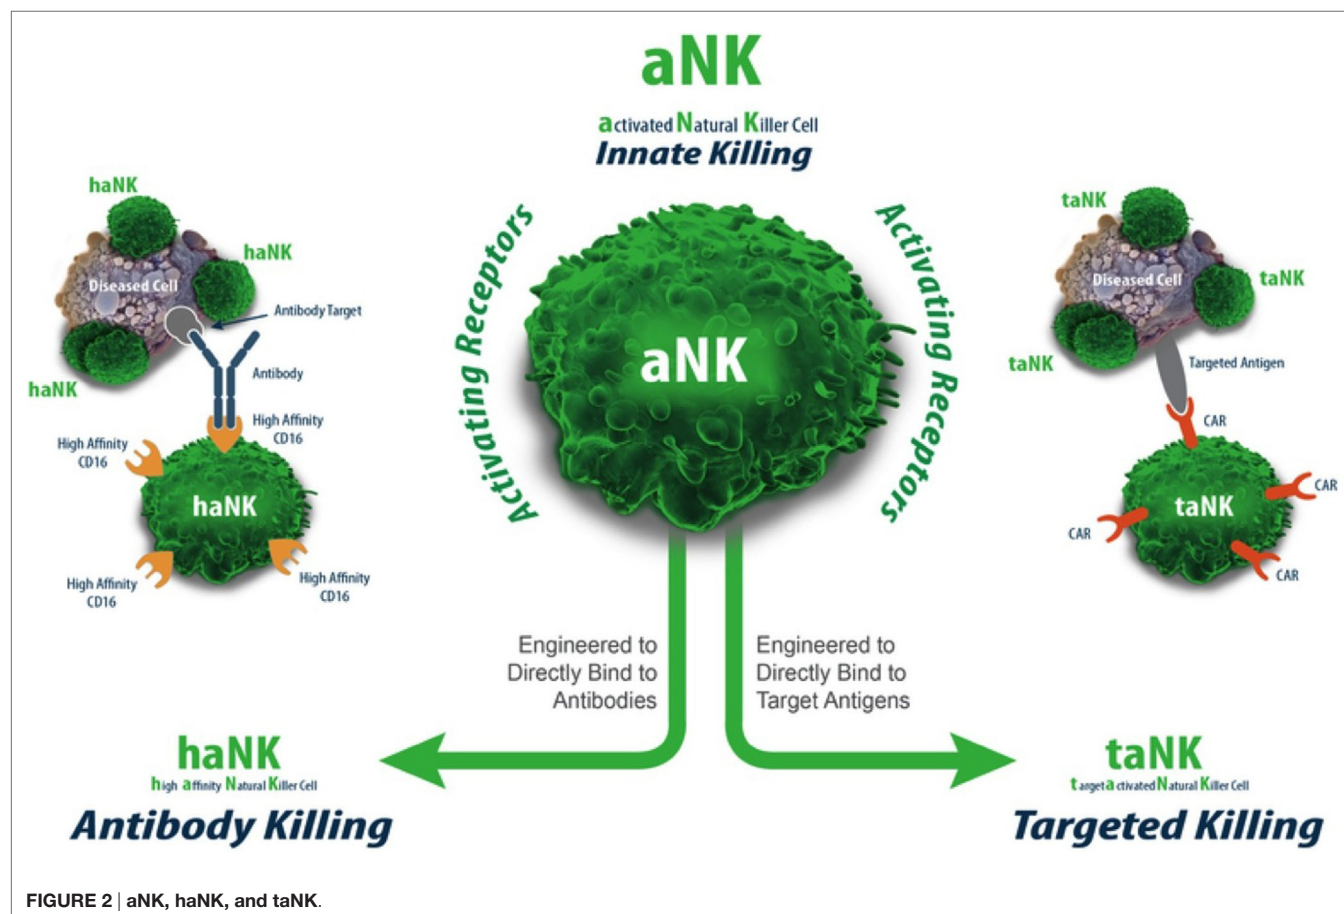 aNK
activated Natural Killer Cell
Innate Killing
haNK
haNK
Diseased Cell
Antibody Target
haNK
Antibody
High Affinity
CD16
High Affinity
CD16
haNK
High Affinity
CD16
High Affinity
CD16
Activating Receptors
aNK
Activating Receptors
taNK
Diseased Cell
taNK
taNK
Targeted Antigen
CAR
CAR
taNK
CAR
CAR
Engineered to
Directly Bind to
Antibodies
Engineered to
Directly Bind to
Target Antigens
haNK
high affinity Natural Killer Cell
Antibody Killing
taNK
target activated Natural Killer Cell
Targeted Killing
FIGURE 2 | aNK, haNK, and taNK.